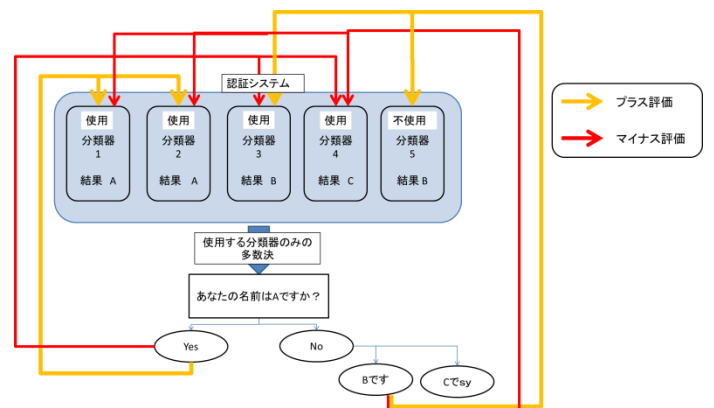 認証システム
使用
分類器
1
結果 A
使用
分類器
2
結果 A
使用
分類器
3
結果 B
使用
分類器
4
結果 C
不使用
分類器
5
結果 B
プラス評価
マイナス評価
使用する分類器のみの
多数決
あなたの名前はAですか？
Yes
No
Bです
Cでsy